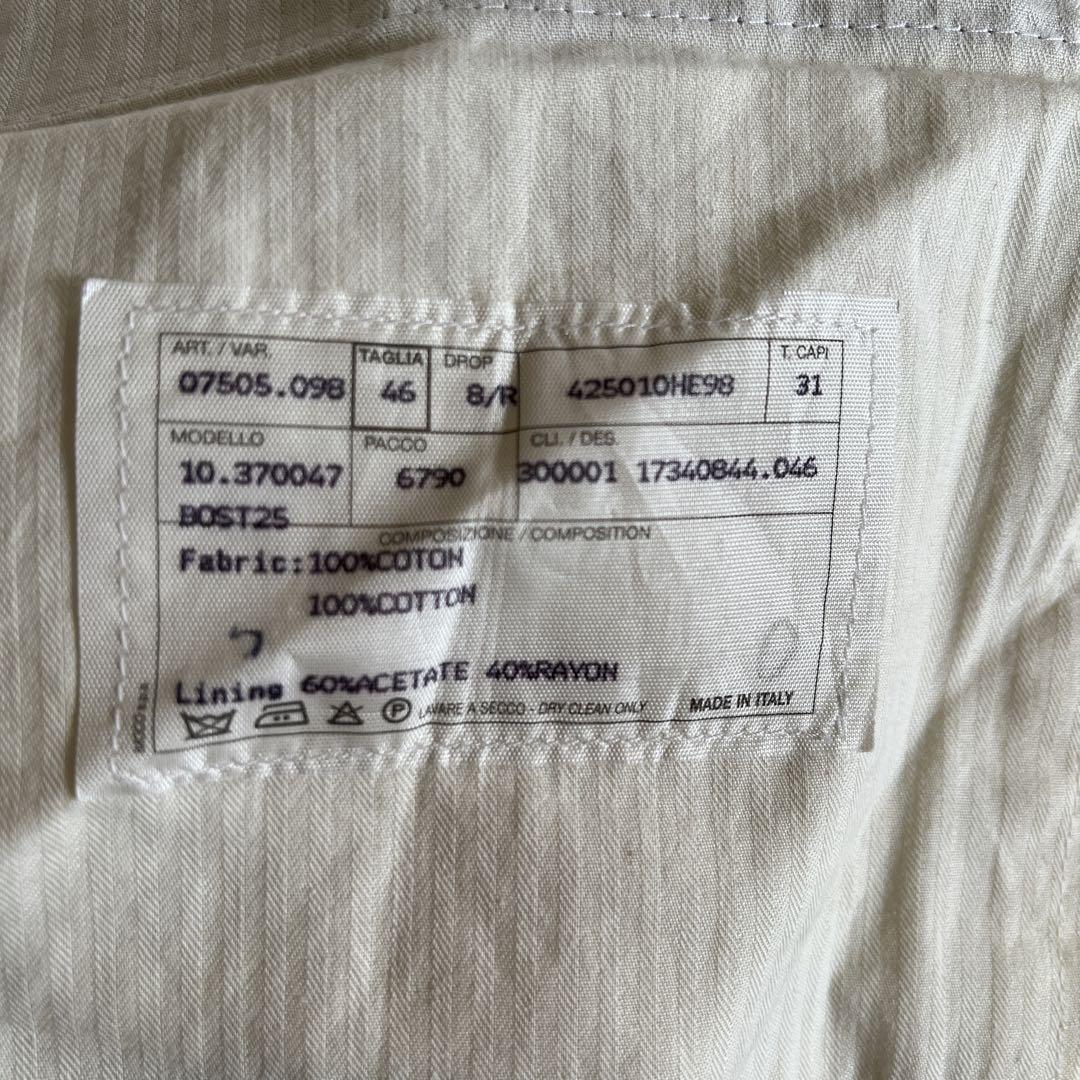 ART. / VAR. TAGLIA DROP T. CAPI
07505.098 46 8/R 425010HE98 31
MODELLO PACCO CLI. / DES.
10.370047 6790 300001 17340844.046
BOST25
COMPOSIZIONE / COMPOSITION
Fabric:100%COTON
100%COTTON
Lining 60%ACETATE 40%RAYON
P LAVARE A SECCO - DRY CLEAN ONLY MADE IN ITALY